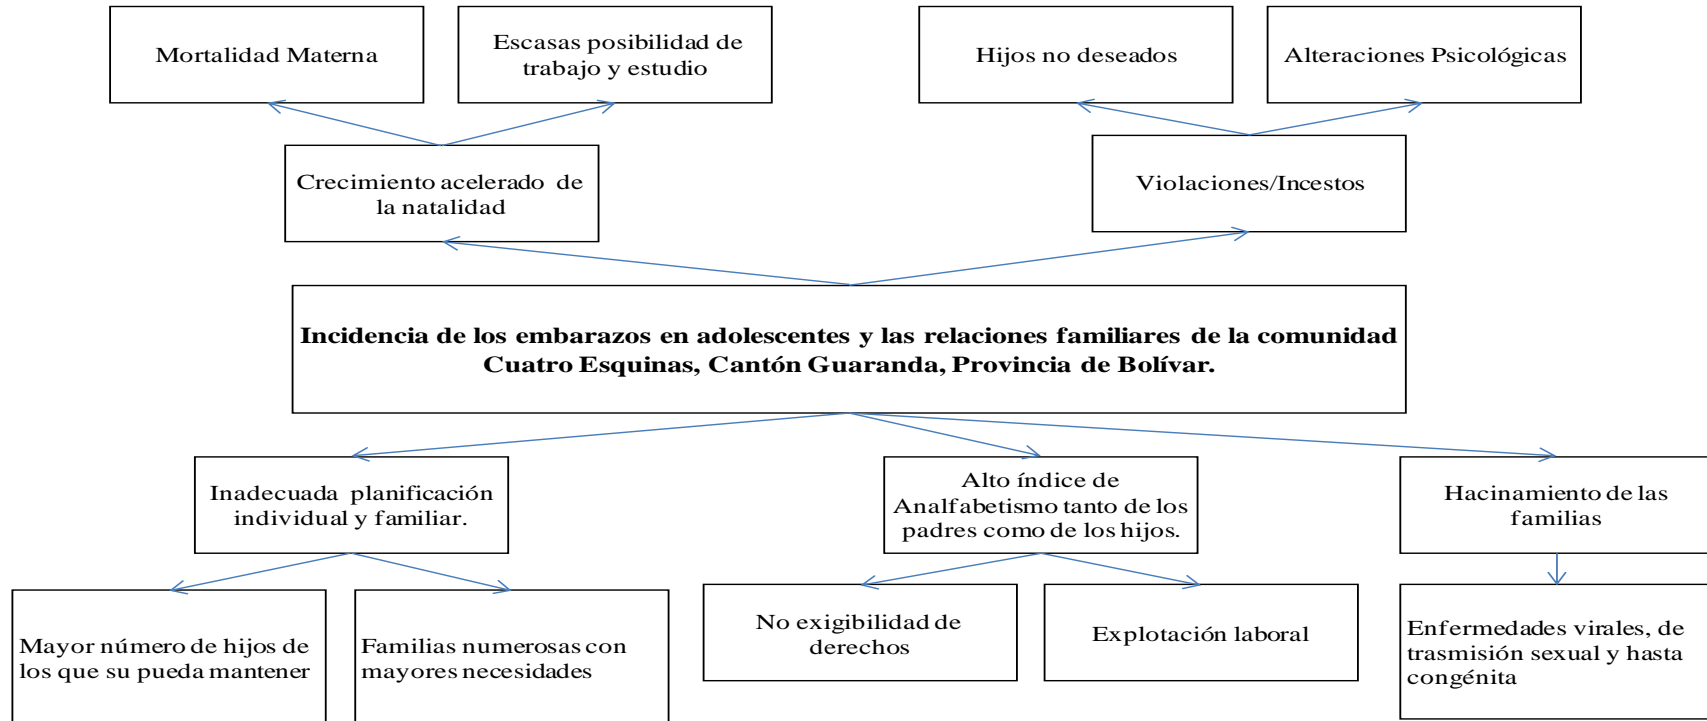 Mortalidad Materna
Escasas posibilidad de
trabajo y estudio
Hijos no deseados
Alteraciones Psicológicas
Crecimiento acelerado de
la natalidad
Violaciones/Incestos
Incidencia de los embarazos en adolescentes y las relaciones familiares de la comunidad
Cuatro Esquinas, Cantón Guaranda, Provincia de Bolívar.
Inadecuada planificación
individual y familiar.
Alto índice de
Analfabetismo tanto de los
padres como de los hijos.
Hacinamiento de las
familias
Mayor número de hijos de
los que su pueda mantener
Familias numerosas con
mayores necesidades
No exigibilidad de
derechos
Explotación laboral
Enfermedades virales, de
trasmisión sexual y hasta
congénita